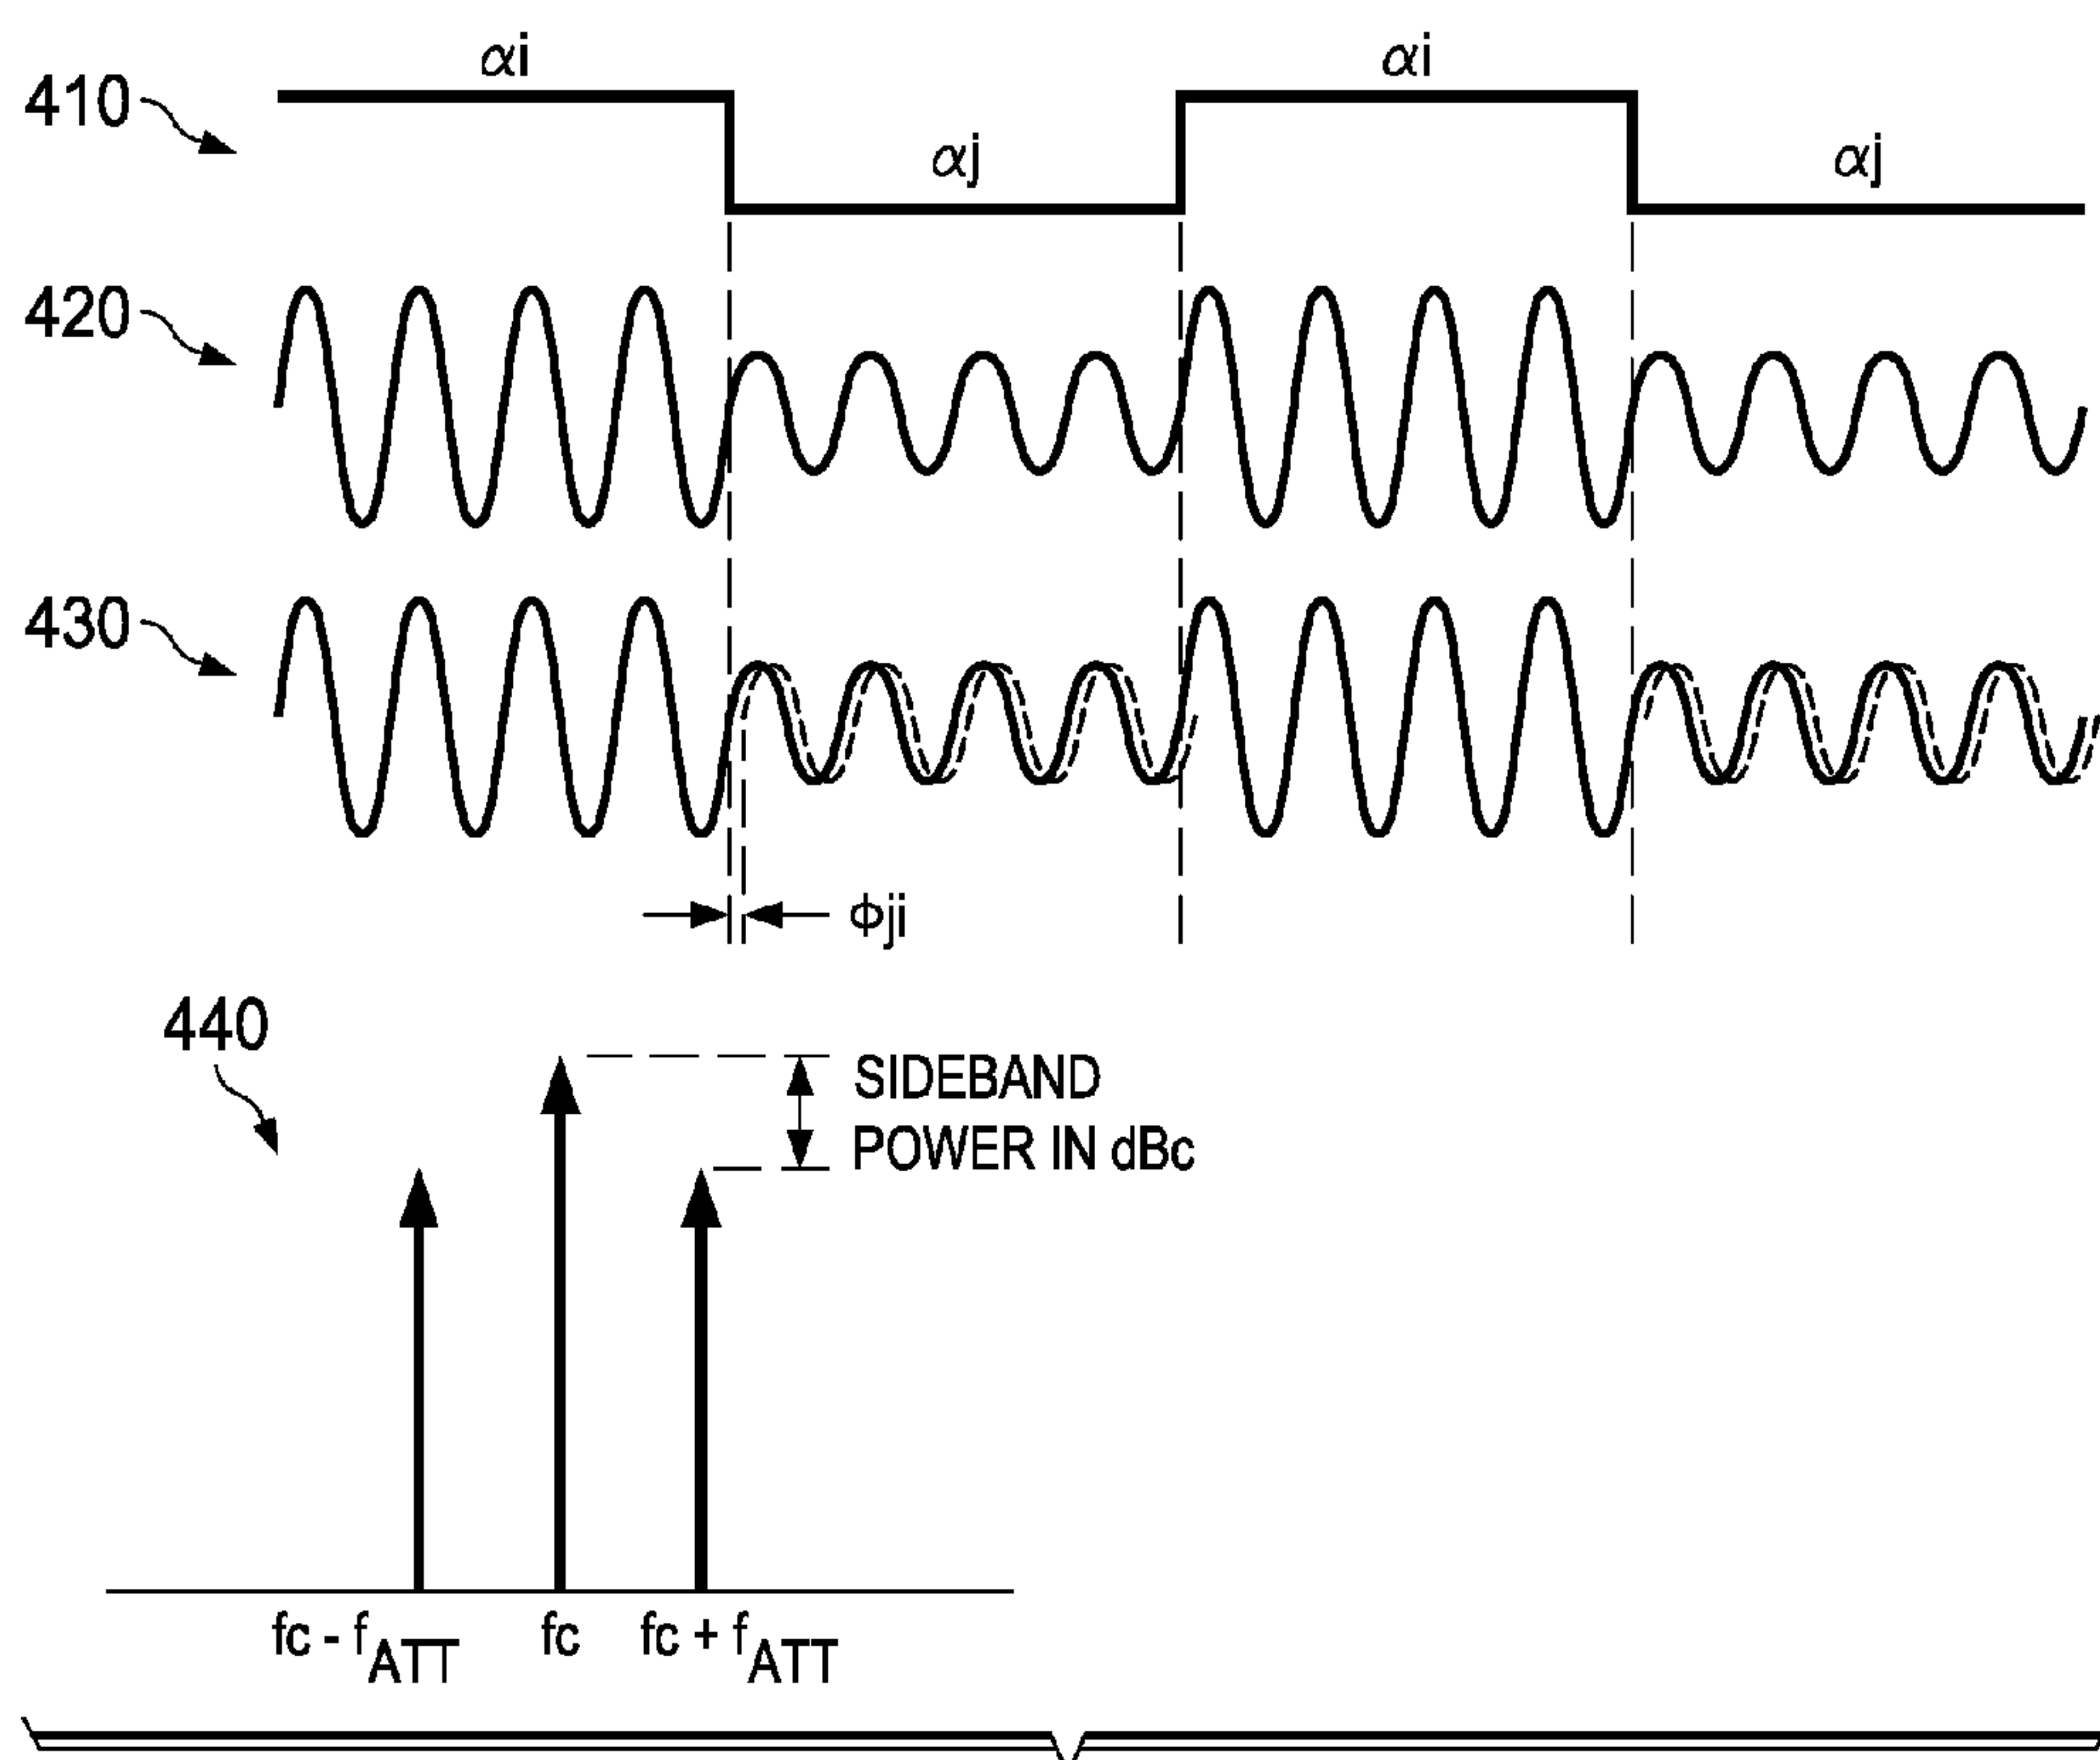 αi αi
410
αj αj
420
430
Φji
440
SIDEBAND
POWER IN dBc
fc - fATT fc fc + fATT